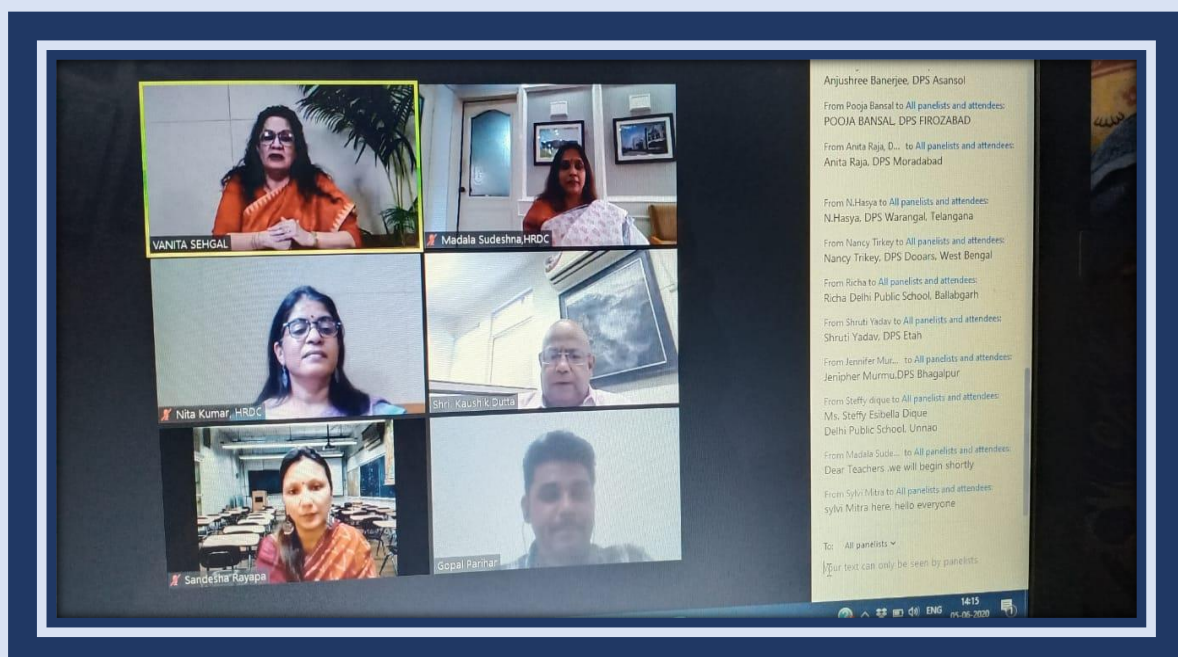 VANITA SEHGAL
Madala Sudeshna,HRDC
Nita Kumar, HRDC
Shri. Kaushik Dutta
Sandesha Rayapa
Gopal Parihar
Anjushree Banerjee, DPS Asansol
From Pooja Bansal to All panelists and attendees:
POOJA BANSAL, DPS FIROZABAD
From Anita Raja, D... to All panelists and attendees:
Anita Raja, DPS Moradabad
From N.Hasya to All panelists and attendees:
N.Hasya, DPS Warangal, Telangana
From Nancy Tirkey to All panelists and attendees:
Nancy Trikey, DPS Dooars, West Bengal
From Richa to All panelists and attendees:
Richa Delhi Public School, Ballabgarh
From Shruti Yadav to All panelists and attendees:
Shruti Yadav, DPS Etah
From Jennifer Mur... to All panelists and attendees:
Jenipher Murmu,DPS Bhagalpur
From Steffy dique to All panelists and attendees:
Ms. Steffy Esibella Dique
Delhi Public School, Unnao
From Madala Sude... to All panelists and attendees:
Dear Teachers ,we will begin shortly
From Sylvi Mitra to All panelists and attendees:
sylvi Mitra here, hello everyone
To: All panelists
Your text can only be seen by panelists
ENG
14:15
05-06-2020